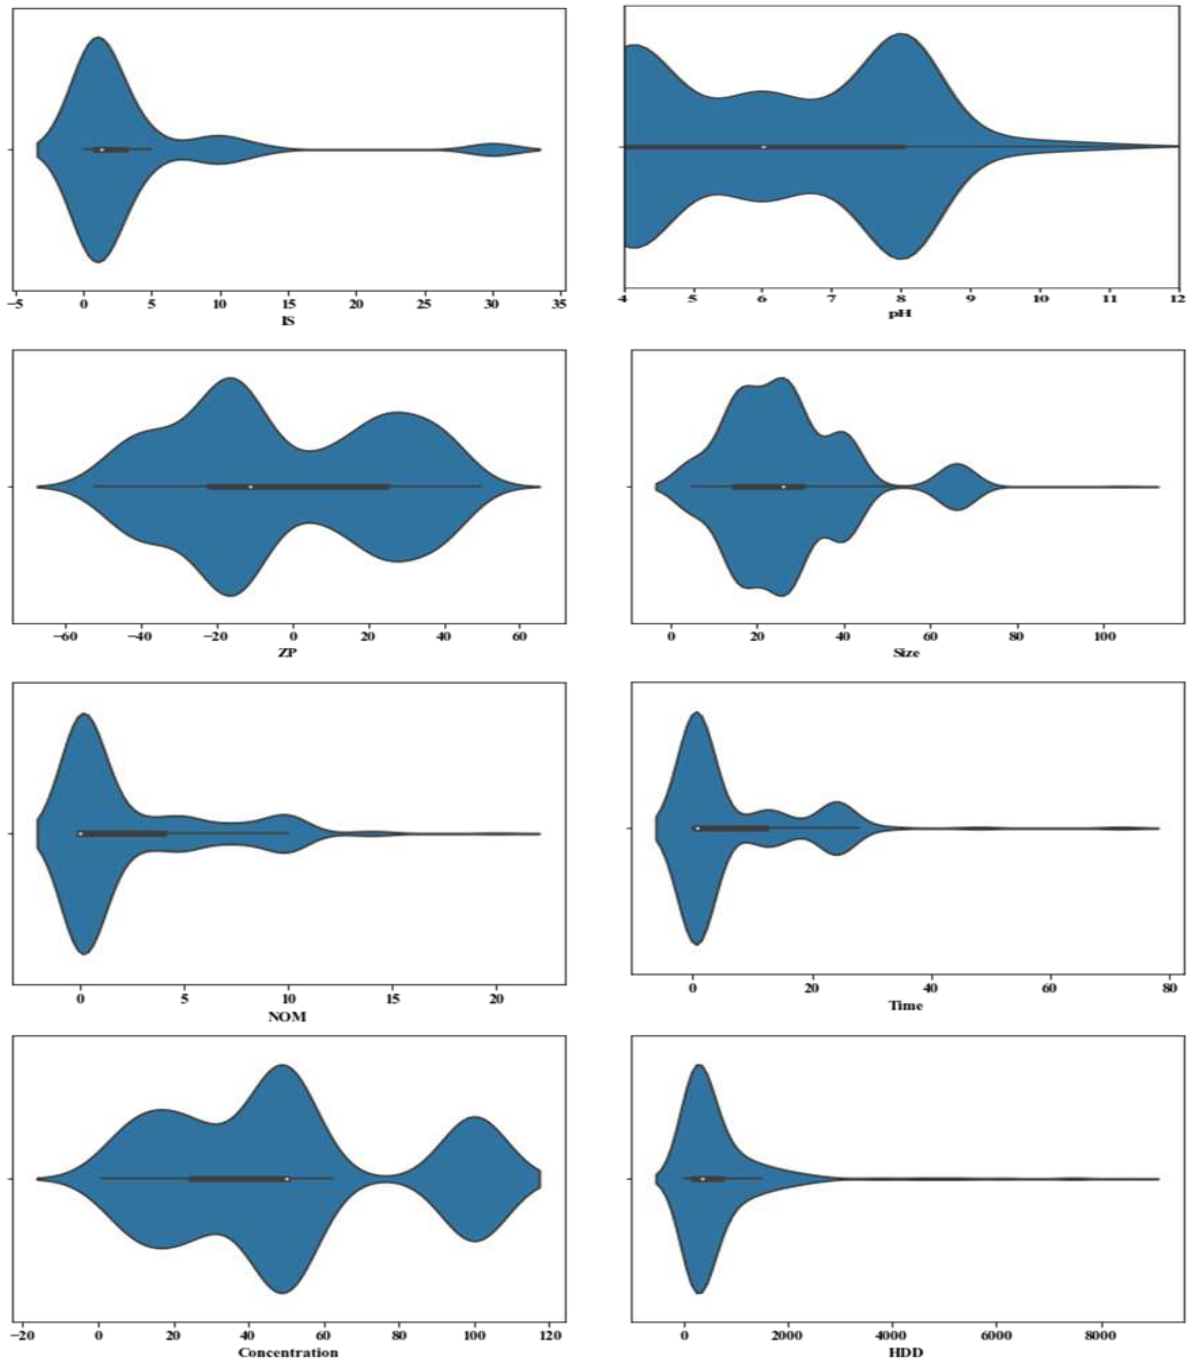 −5 0 5 10 15 20 25 30 35
IS
4 5 6 7 8 9 10 11 12
pH
−60 −40 −20 0 20 40 60
ZP
0 20 40 60 80 100
Size
0 5 10 15 20
NOM
0 20 40 60 80
Time
−20 0 20 40 60 80 100 120
Concentration
0 2000 4000 6000 8000
HDD